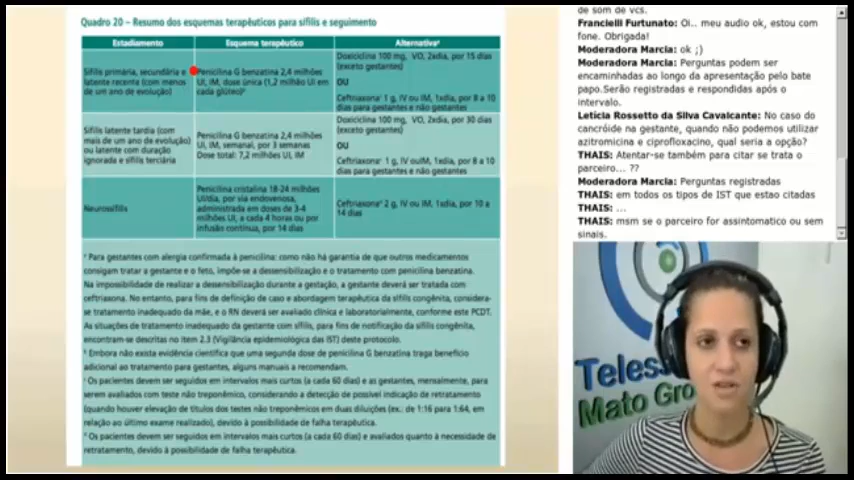 Quadro 20 – Resumo dos esquemas terapêuticos para sífilis e seguimento
Estadiamento
Esquema terapêutico
Alternativaª
Sífilis primária, secundária e
latente recente (com menos
de um ano de evolução)
Penicilina G benzatina 2,4 milhões
UI, IM, dose única (1,2 milhão UI em
cada glúteo)ᵇ
Doxiciclina 100 mg, VO, 2xdia, por 15 dias
(exceto gestantes)
OU
Ceftriaxonaᶜ 1 g, IV ou IM, 1xdia, por 8 a 10
dias para gestantes e não gestantes
Sífilis latente tardia (com
mais de um ano de evolução)
ou latente com duração
ignorada e sífilis terciária
Penicilina G benzatina 2,4 milhões
UI, IM, semanal, por 3 semanas
Dose total: 7,2 milhões UI, IM
Doxiciclina 100 mg, VO, 2xdia, por 30 dias
(exceto gestantes)
OU
Ceftriaxonaᶜ 1 g, IV ouIM, 1xdia, por 8 a 10
dias para gestantes e não gestantes
Neurossífilis
Penicilina cristalina 18-24 milhões
UI/dia, por via endovenosa,
administrada em doses de 3-4
milhões UI, a cada 4 horas ou por
infusão contínua, por 14 dias
Ceftriaxonaᵈ 2 g, IV ou IM, 1xdia, por 10 a
14 dias
ª Para gestantes com alergia confirmada à penicilina: como não há garantia de que outros medicamentos
consigam tratar a gestante e o feto, impõe-se a dessensibilização e o tratamento com penicilina benzatina.
Na impossibilidade de realizar a dessensibilização durante a gestação, a gestante deverá ser tratada com
ceftriaxona. No entanto, para fins de definição de caso e abordagem terapêutica da sífilis congênita, considera-
se tratamento inadequado da mãe, e o RN deverá ser avaliado clínica e laboratorialmente, conforme este PCDT.
As situações de tratamento inadequado da gestante com sífilis, para fins de notificação da sífilis congênita,
encontram-se descritas no item 2.3 (Vigilância epidemiológica das IST) deste protocolo.
ᵇ Embora não exista evidência científica que uma segunda dose de penicilina G benzatina traga benefício
adicional ao tratamento para gestantes, alguns manuais a recomendam.
ᶜ Os pacientes devem ser seguidos em intervalos mais curtos (a cada 60 dias) e as gestantes, mensalmente, para
serem avaliados com teste não treponêmico, considerando a detecção de possível indicação de retratamento
(quando houver elevação de títulos dos testes não treponêmicos em duas diluições (ex.: de 1:16 para 1:64, em
relação ao último exame realizado), devido à possibilidade de falha terapêutica.
ᵈ Os pacientes devem ser seguidos em intervalos mais curtos (a cada 60 dias) e avaliados quanto à necessidade de
retratamento, devido à possibilidade de falha terapêutica.
de som de vcs.
Francielli Furtunato: Oi.. meu audio ok, estou com
fone. Obrigada!
Moderadora Marcia: ok ;)
Moderadora Marcia: Perguntas podem ser
encaminhadas ao longo da apresentação pelo bate
papo.Serão registradas e respondidas após o
intervalo.
Letícia Rossetto da Silva Cavalcante: No caso do
cancróide na gestante, quando não podemos utilizar
azitromicina e ciprofloxacino, qual seria a opção?
THAIS: Atentar-se também para citar se trata o
parceiro... ??
Moderadora Marcia: Perguntas registradas
THAIS: em todos os tipos de IST que estao citadas
THAIS: ...
THAIS: msm se o parceiro for assintomatico ou sem
sinais.
Teless
Mato Gro